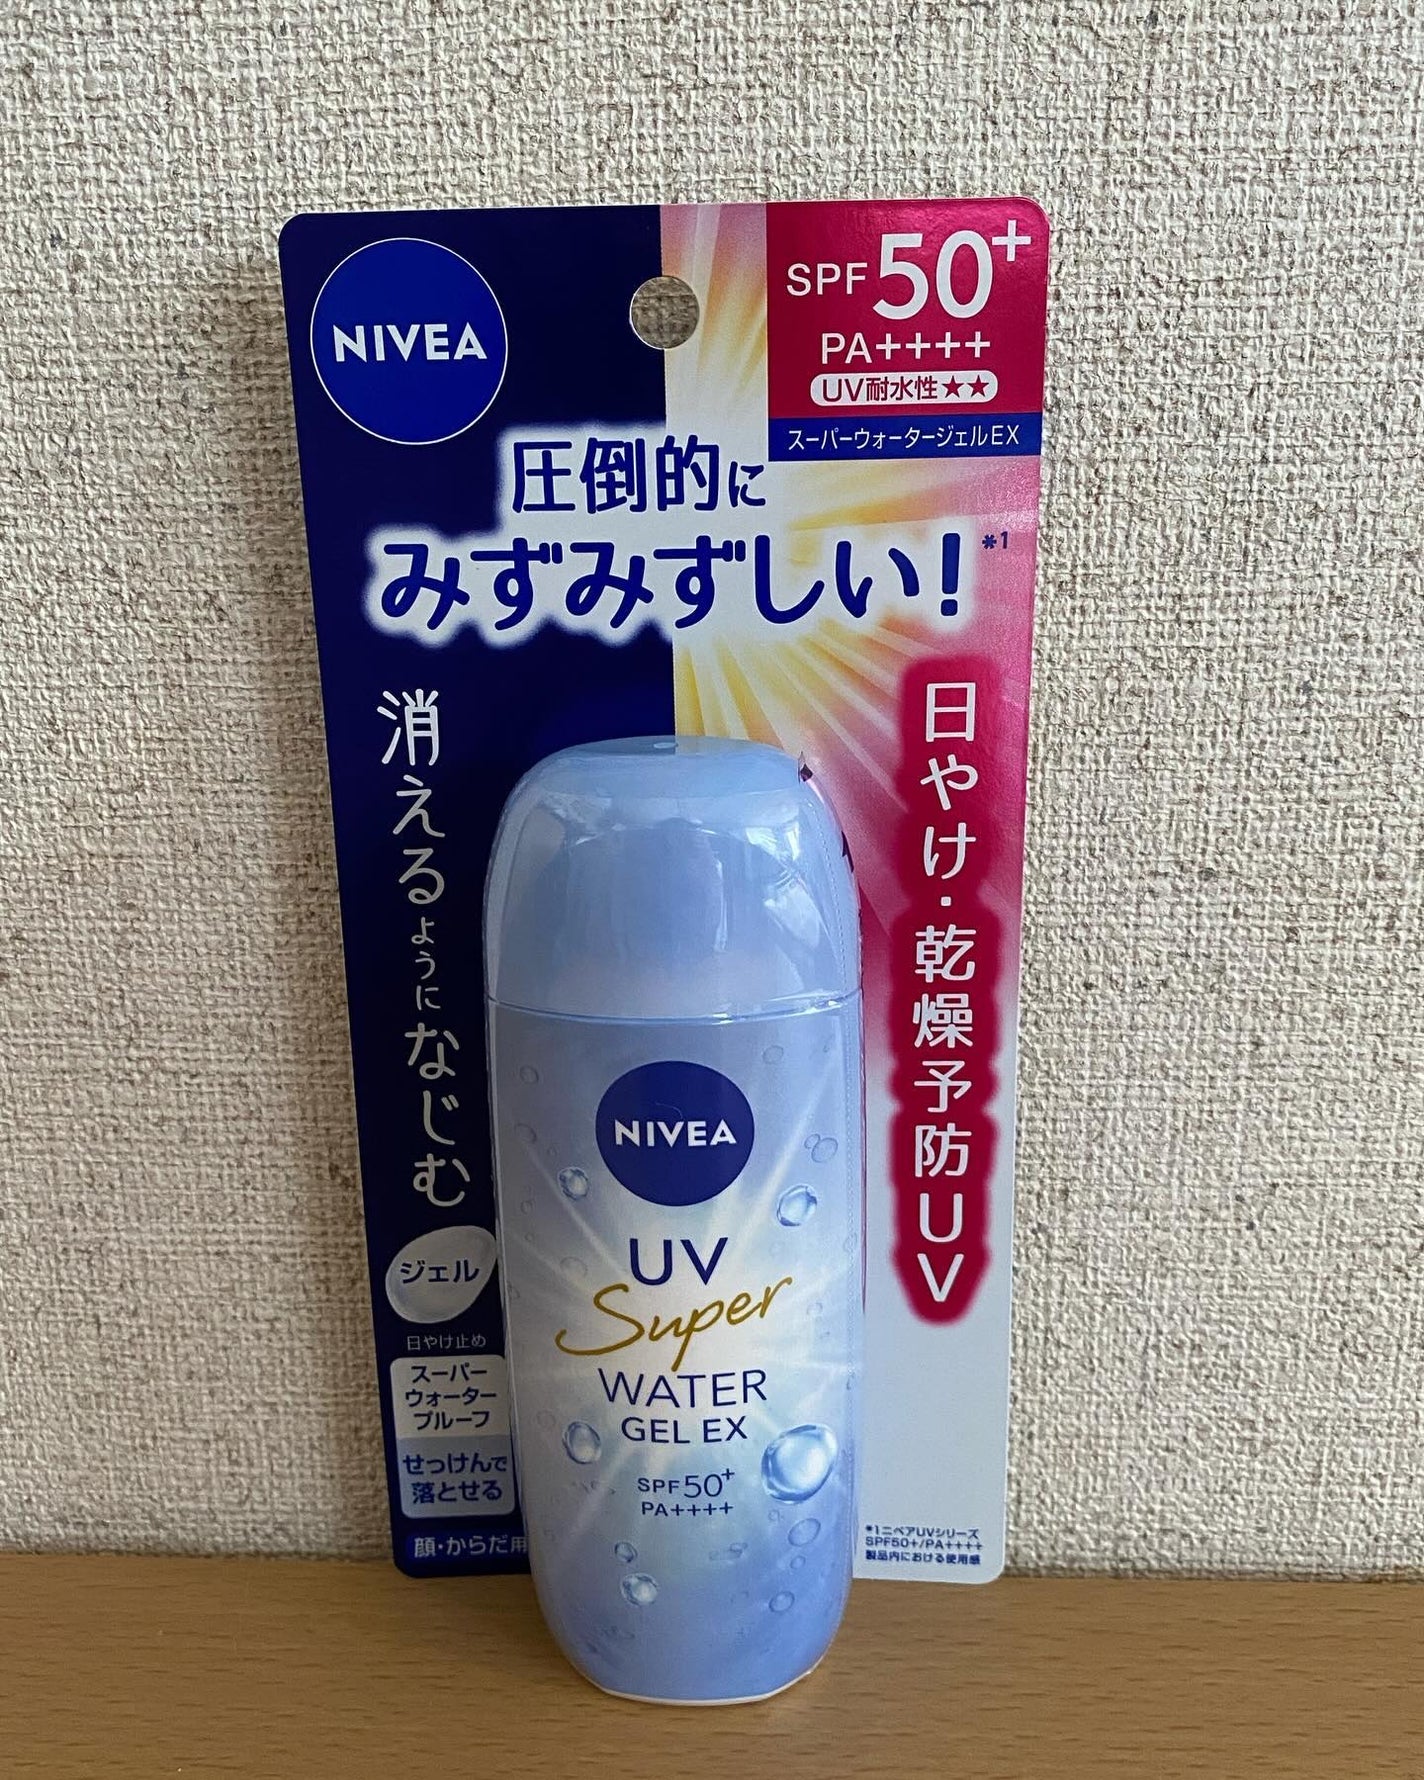 NIVEA
SPF50+
PA++++
UV耐水性★★
スーパーウォータージェルEX
圧倒的に
みずみずしい！*1
消えるようになじむ
日やけ・乾燥予防UV
ジェル
日やけ止め
スーパー
ウォーター
プルーフ
せっけんで
落とせる
顔・からだ用
NIVEA
UV
Super
WATER
GEL EX
SPF50+
PA++++
*1ニベアUVシリーズ
SPF50+/PA++++
製品内における使用感